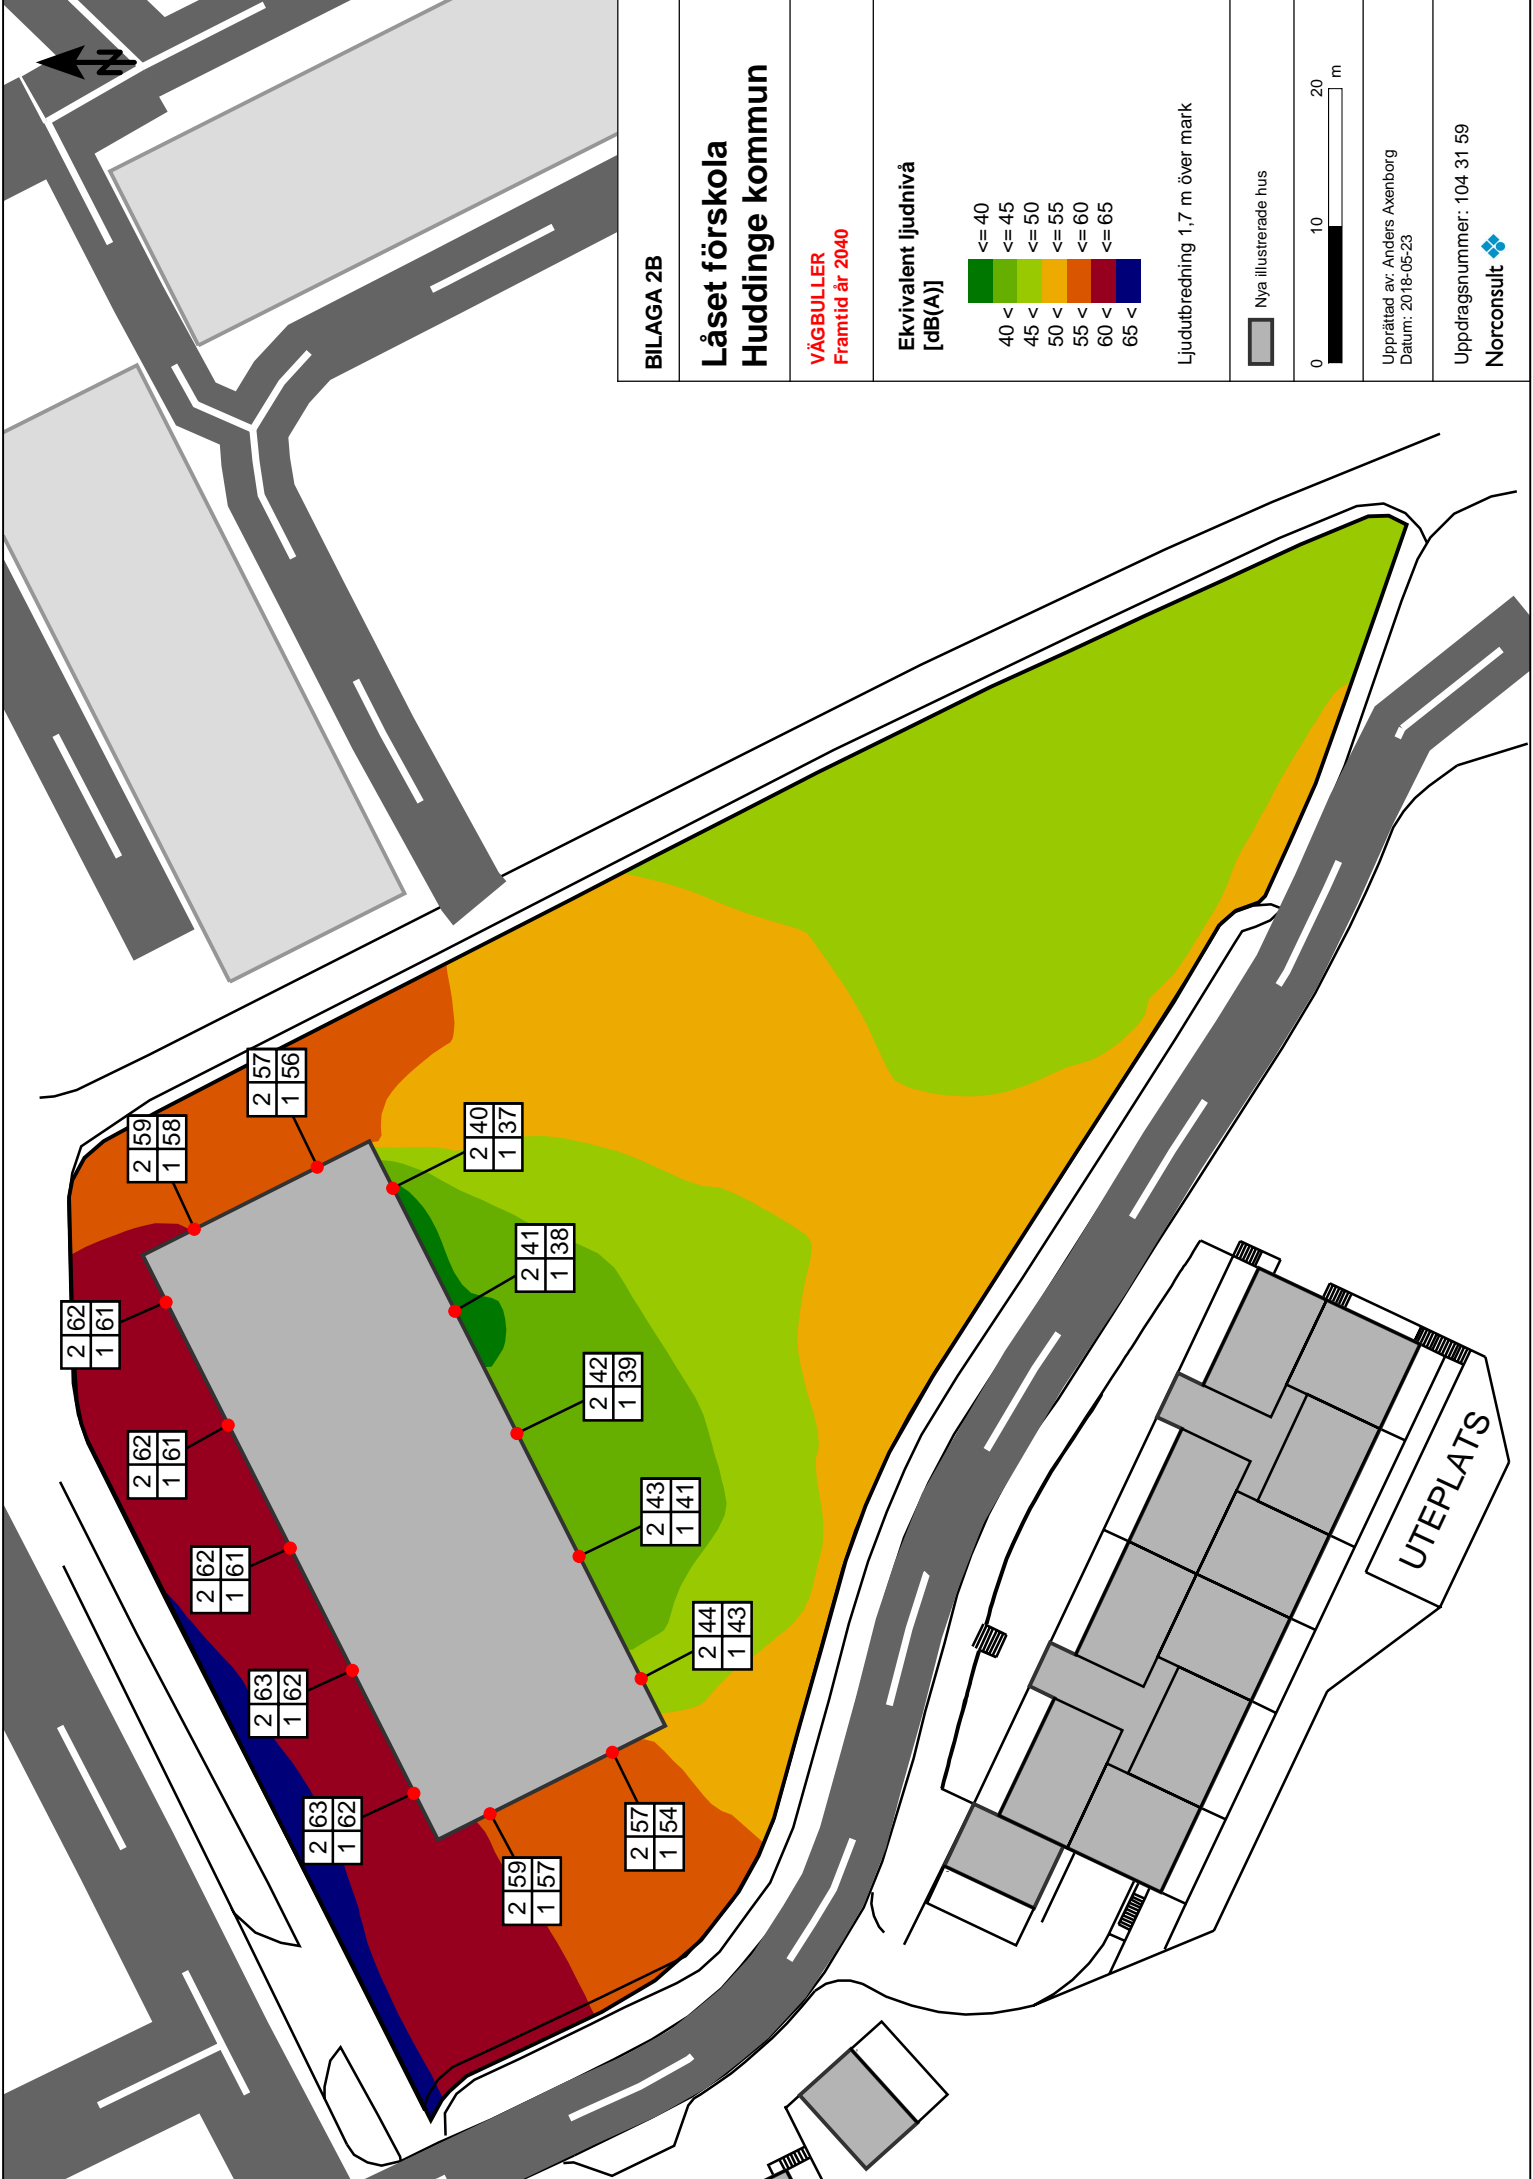 BILAGA 2B
Låset förskola
Huddinge kommun
VÄGBULLER
Framtid år 2040
Ekvivalent ljudnivå
[dB(A)]
<= 40
40 < <= 45
45 < <= 50
50 < <= 55
55 < <= 60
60 < <= 65
65 <
Ljudutbredning 1,7 m över mark
Nya illustrerade hus
0 10 20
m
Upprättad av: Anders Axenborg
Datum: 2018-05-23
Uppdragsnummer: 104 31 59
Norconsult
N
2 63
1 62
2 63
1 62
2 62
1 61
2 62
1 61
2 62
1 61
2 59
1 58
2 57
1 56
2 59
1 57
2 57
1 54
2 44
1 43
2 43
1 41
2 42
1 39
2 41
1 38
2 40
1 37
UTEPLATS